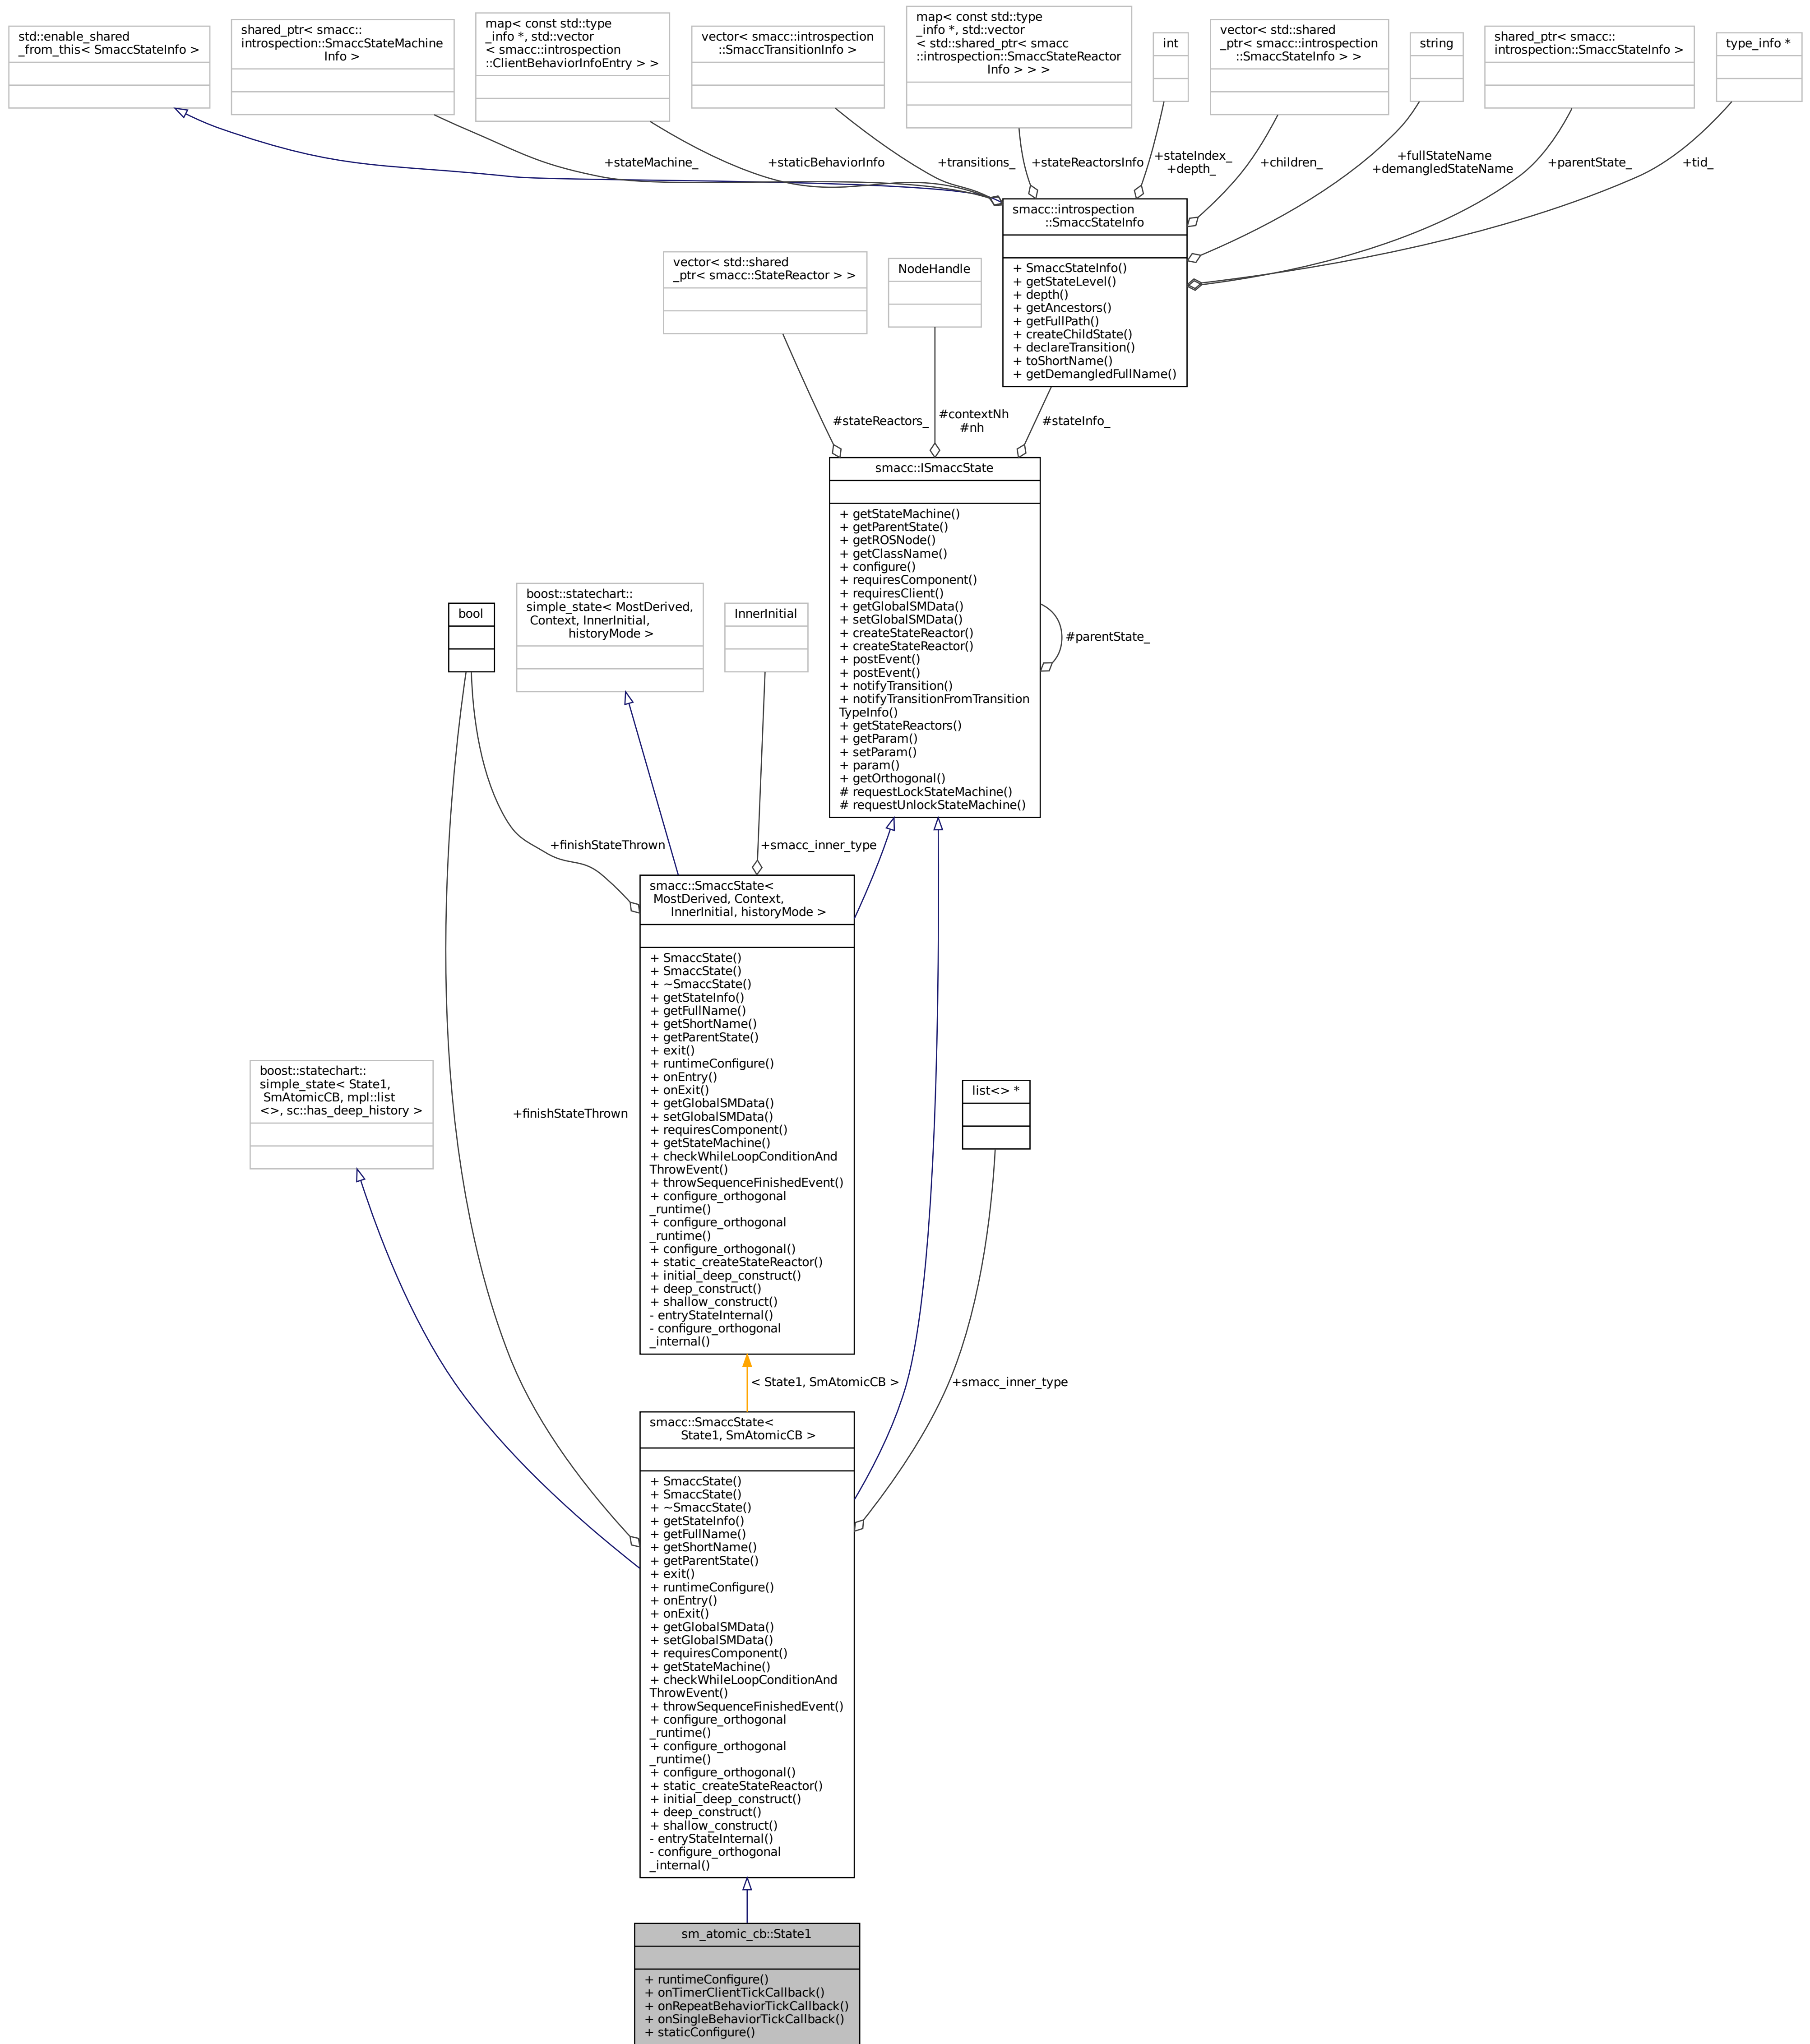 std::enable_shared
_from_this< SmaccStateInfo >
shared_ptr< smacc::
introspection::SmaccStateMachine
Info >
map< const std::type
_info *, std::vector
< smacc::introspection
::ClientBehaviorInfoEntry > >
vector< smacc::introspection
::SmaccTransitionInfo >
map< const std::type
_info *, std::vector
< std::shared_ptr< smacc
::introspection::SmaccStateReactor
Info > > >
int
vector< std::shared
_ptr< smacc::introspection
::SmaccStateInfo > >
string
shared_ptr< smacc::
introspection::SmaccStateInfo >
type_info *
+stateMachine_
+staticBehaviorInfo
+transitions_
+stateReactorsInfo
+stateIndex_
+depth_
+children_
+fullStateName
+demangledStateName
+parentState_
+tid_
smacc::introspection
::SmaccStateInfo
+ SmaccStateInfo()
+ getStateLevel()
+ depth()
+ getAncestors()
+ getFullPath()
+ createChildState()
+ declareTransition()
+ toShortName()
+ getDemangledFullName()
vector< std::shared
_ptr< smacc::StateReactor > >
NodeHandle
#stateReactors_
#contextNh
#nh
#stateInfo_
smacc::ISmaccState
+ getStateMachine()
+ getParentState()
+ getROSNode()
+ getClassName()
+ configure()
+ requiresComponent()
+ requiresClient()
+ getGlobalSMData()
+ setGlobalSMData()
+ createStateReactor()
+ createStateReactor()
+ postEvent()
+ postEvent()
+ notifyTransition()
+ notifyTransitionFromTransition
TypeInfo()
+ getStateReactors()
+ getParam()
+ setParam()
+ param()
+ getOrthogonal()
# requestLockStateMachine()
# requestUnlockStateMachine()
#parentState_
bool
boost::statechart::
simple_state< MostDerived,
Context, InnerInitial,
historyMode >
InnerInitial
+finishStateThrown
+smacc_inner_type
smacc::SmaccState<
MostDerived, Context,
InnerInitial, historyMode >
+ SmaccState()
+ SmaccState()
+ ~SmaccState()
+ getStateInfo()
+ getFullName()
+ getShortName()
+ getParentState()
+ exit()
+ runtimeConfigure()
+ onEntry()
+ onExit()
+ getGlobalSMData()
+ setGlobalSMData()
+ requiresComponent()
+ getStateMachine()
+ checkWhileLoopConditionAnd
ThrowEvent()
+ throwSequenceFinishedEvent()
+ configure_orthogonal
_runtime()
+ configure_orthogonal
_runtime()
+ configure_orthogonal()
+ static_createStateReactor()
+ initial_deep_construct()
+ deep_construct()
+ shallow_construct()
- entryStateInternal()
- configure_orthogonal
_internal()
boost::statechart::
simple_state< State1,
SmAtomicCB, mpl::list
<>, sc::has_deep_history >
+finishStateThrown
list<> *
< State1, SmAtomicCB >
+smacc_inner_type
smacc::SmaccState<
State1, SmAtomicCB >
+ SmaccState()
+ SmaccState()
+ ~SmaccState()
+ getStateInfo()
+ getFullName()
+ getShortName()
+ getParentState()
+ exit()
+ runtimeConfigure()
+ onEntry()
+ onExit()
+ getGlobalSMData()
+ setGlobalSMData()
+ requiresComponent()
+ getStateMachine()
+ checkWhileLoopConditionAnd
ThrowEvent()
+ throwSequenceFinishedEvent()
+ configure_orthogonal
_runtime()
+ configure_orthogonal
_runtime()
+ configure_orthogonal()
+ static_createStateReactor()
+ initial_deep_construct()
+ deep_construct()
+ shallow_construct()
- entryStateInternal()
- configure_orthogonal
_internal()
sm_atomic_cb::State1
+ runtimeConfigure()
+ onTimerClientTickCallback()
+ onRepeatBehaviorTickCallback()
+ onSingleBehaviorTickCallback()
+ staticConfigure()